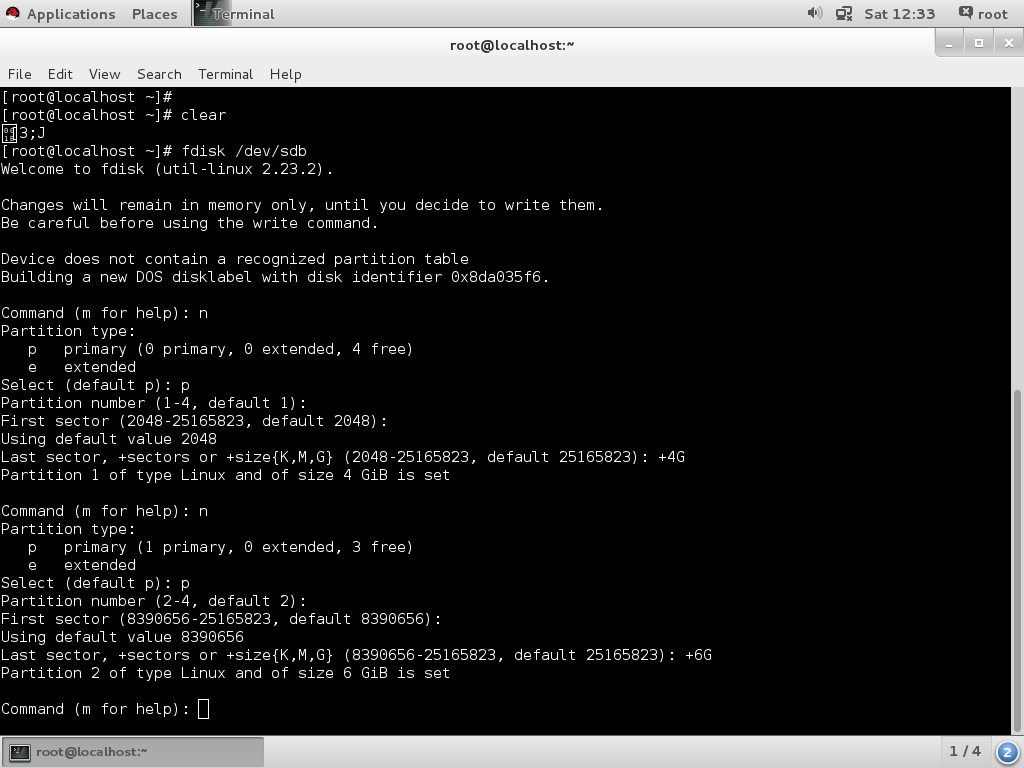 Applications Places Terminal Sat 12:33 root
root@localhost:~
File Edit View Search Terminal Help
[root@localhost ~]#
[root@localhost ~]# clear
3;J
[root@localhost ~]# fdisk /dev/sdb
Welcome to fdisk (util-linux 2.23.2).
Changes will remain in memory only, until you decide to write them.
Be careful before using the write command.
Device does not contain a recognized partition table
Building a new DOS disklabel with disk identifier 0x8da035f6.
Command (m for help): n
Partition type:
   p   primary (0 primary, 0 extended, 4 free)
   e   extended
Select (default p): p
Partition number (1-4, default 1):
First sector (2048-25165823, default 2048):
Using default value 2048
Last sector, +sectors or +size{K,M,G} (2048-25165823, default 25165823): +4G
Partition 1 of type Linux and of size 4 GiB is set
Command (m for help): n
Partition type:
   p   primary (1 primary, 0 extended, 3 free)
   e   extended
Select (default p): p
Partition number (2-4, default 2):
First sector (8390656-25165823, default 8390656):
Using default value 8390656
Last sector, +sectors or +size{K,M,G} (8390656-25165823, default 25165823): +6G
Partition 2 of type Linux and of size 6 GiB is set
Command (m for help):
root@localhost:~ 1 / 4 2